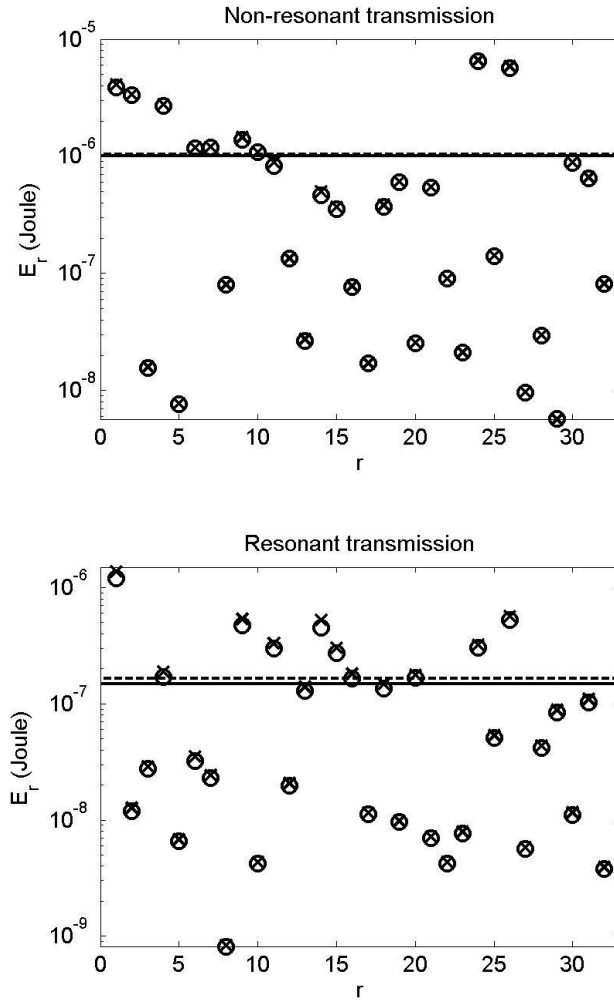 Non-resonant transmission
10^-5
10^-6
10^-7
10^-8
E_r (Joule)
0 5 10 15 20 25 30
r
Resonant transmission
10^-6
10^-7
10^-8
10^-9
E_r (Joule)
0 5 10 15 20 25 30
r